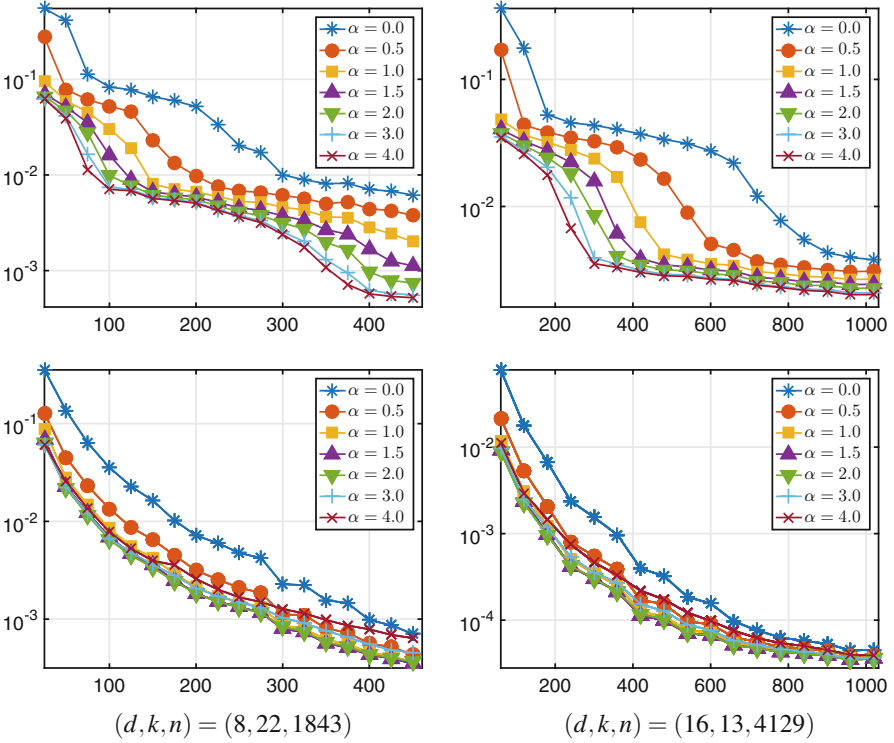 10⁻¹
10⁻²
10⁻³
100
200
300
400
α = 0.0
α = 0.5
α = 1.0
α = 1.5
α = 2.0
α = 3.0
α = 4.0
10⁻¹
10⁻²
200
400
600
800
1000
α = 0.0
α = 0.5
α = 1.0
α = 1.5
α = 2.0
α = 3.0
α = 4.0
10⁻¹
10⁻²
10⁻³
100
200
300
400
α = 0.0
α = 0.5
α = 1.0
α = 1.5
α = 2.0
α = 3.0
α = 4.0
(d,k,n) = (8,22,1843)
10⁻²
10⁻³
10⁻⁴
200
400
600
800
1000
α = 0.0
α = 0.5
α = 1.0
α = 1.5
α = 2.0
α = 3.0
α = 4.0
(d,k,n) = (16,13,4129)